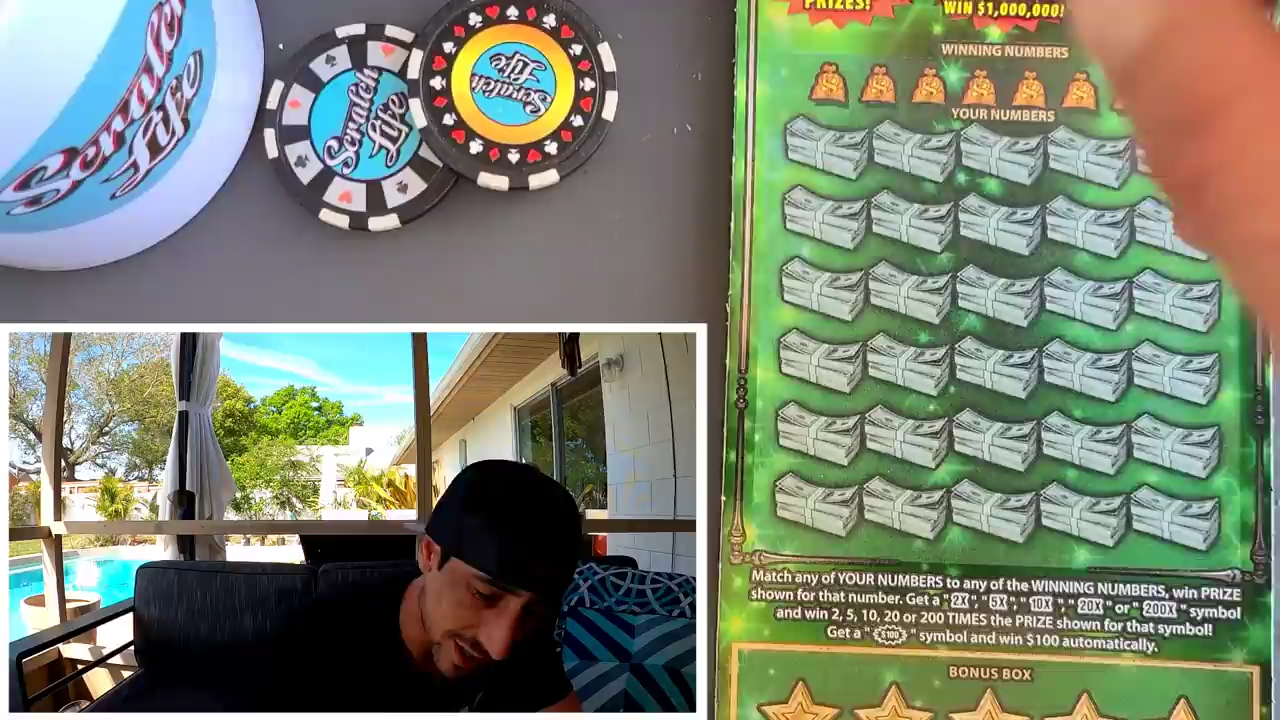 PRIZES!
WIN $1,000,000!
WINNING NUMBERS
YOUR NUMBERS
Scratch
Life
Scratch
Life
Scratch
Life
Match any of YOUR NUMBERS to any of the WINNING NUMBERS, win PRIZE
shown for that number. Get a "2X", "5X", "10X", "20X" or "200X" symbol
and win 2, 5, 10, 20 or 200 TIMES the PRIZE shown for that symbol!
Get a "$100" symbol and win $100 automatically.
BONUS BOX